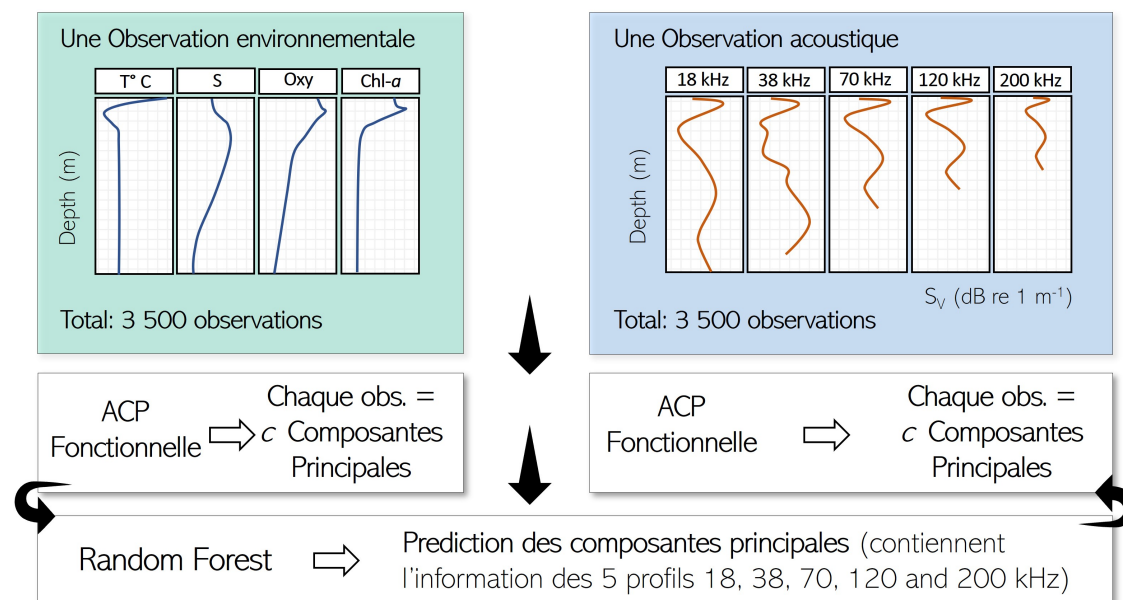 Une Observation environnementale
T° C
S
Oxy
Chl-a
Depth (m)
Total: 3 500 observations
Une Observation acoustique
18 kHz
38 kHz
70 kHz
120 kHz
200 kHz
Depth (m)
S_V (dB re 1 m⁻¹)
Total: 3 500 observations
ACP
Fonctionnelle
Chaque obs. =
c Composantes
Principales
ACP
Fonctionnelle
Chaque obs. =
c Composantes
Principales
Random Forest
Prediction des composantes principales (contiennent
l'information des 5 profils 18, 38, 70, 120 and 200 kHz)